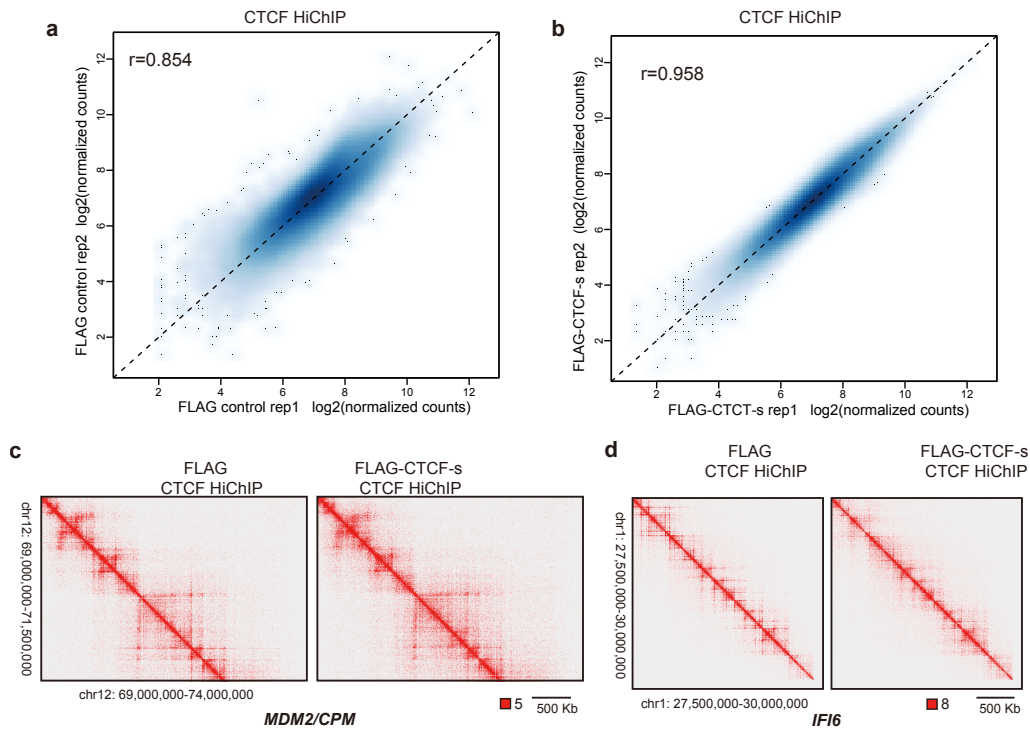 a
CTCF HiChIP
r=0.854
12
10
8
6
4
2
FLAG control rep2 log2(normalized counts)
2 4 6 8 10 12
FLAG control rep1 log2(normalized counts)
b
CTCF HiChIP
r=0.958
12
10
8
6
4
2
FLAG-CTCF-s rep2 (log2(normalized counts)
2 4 6 8 10 12
FLAG-CTCT-s rep1 log2(normalized counts)
c
FLAG
CTCF HiChIP
FLAG-CTCF-s
CTCF HiChIP
chr12: 69,000,000-71,500,000
chr12: 69,000,000-74,000,000
5
500 Kb
MDM2/CPM
d
FLAG
CTCF HiChIP
FLAG-CTCF-s
CTCF HiChIP
chr1: 27,500,000-30,000,000
chr1: 27,500,000-30,000,000
8
500 Kb
IFI6